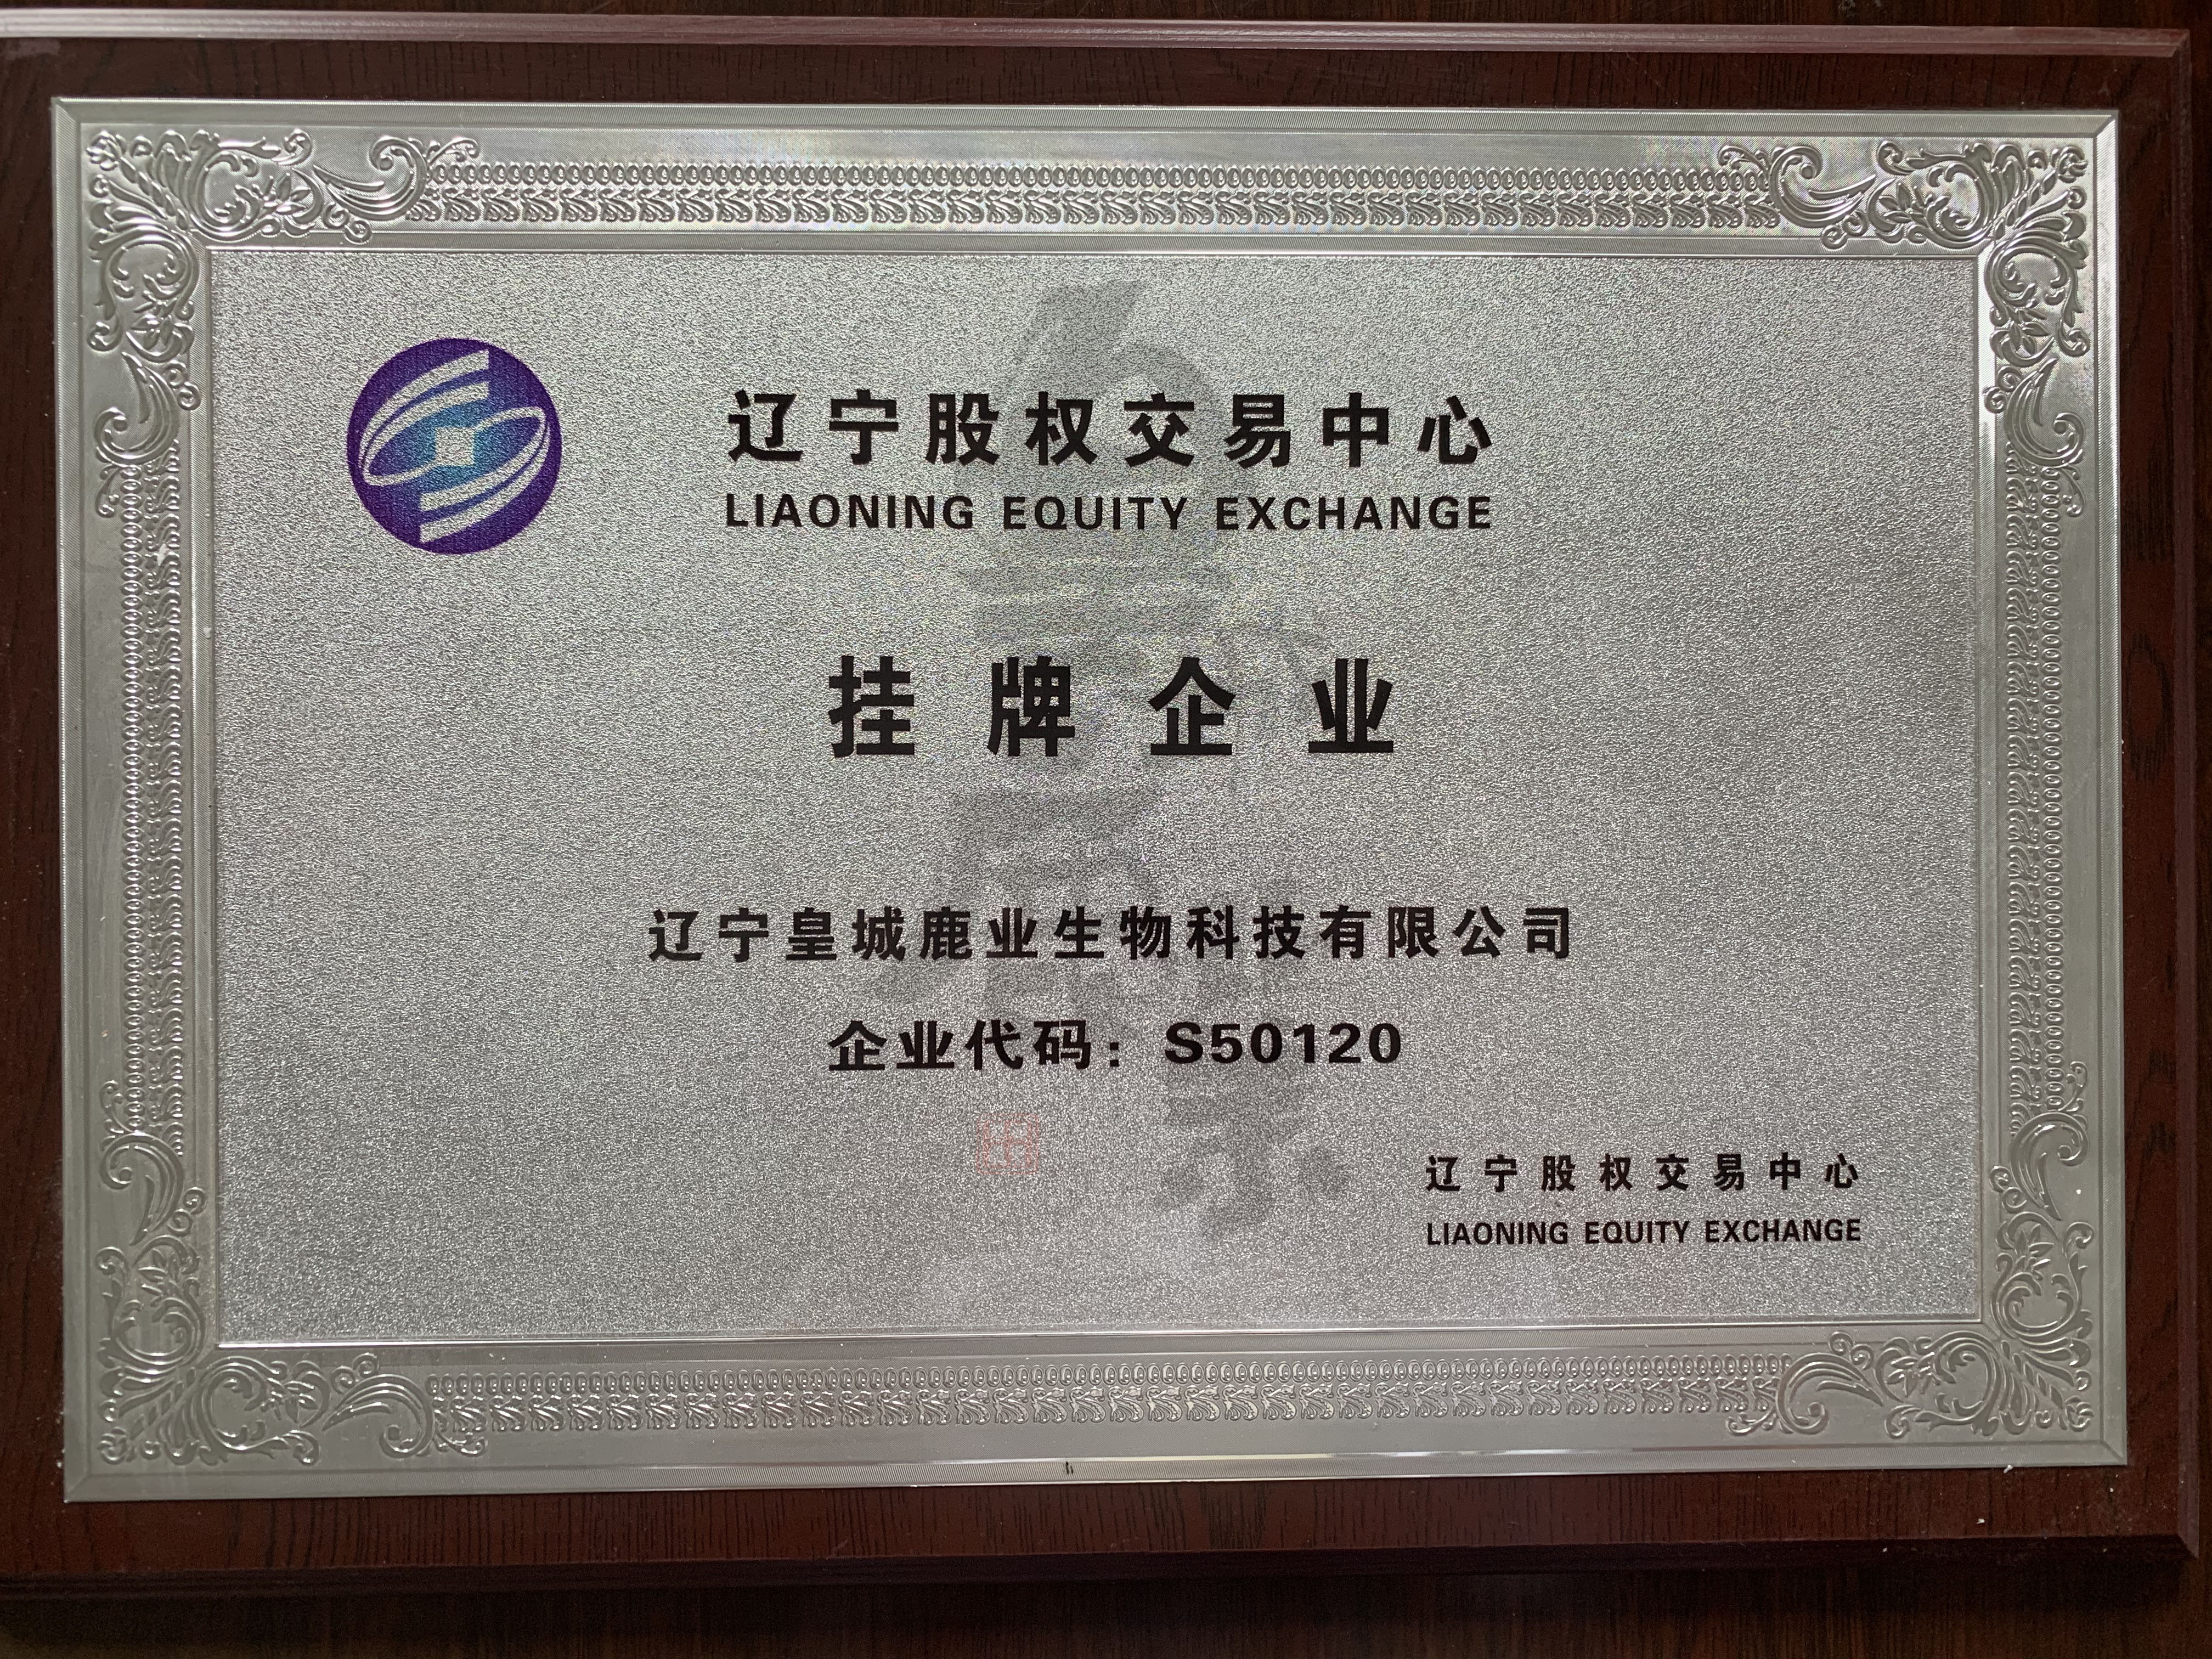 辽宁股权交易中心
LIAONING EQUITY EXCHANGE
挂牌企业
辽宁皇城鹿业生物科技有限公司
企业代码：S50120
辽宁股权交易中心
LIAONING EQUITY EXCHANGE